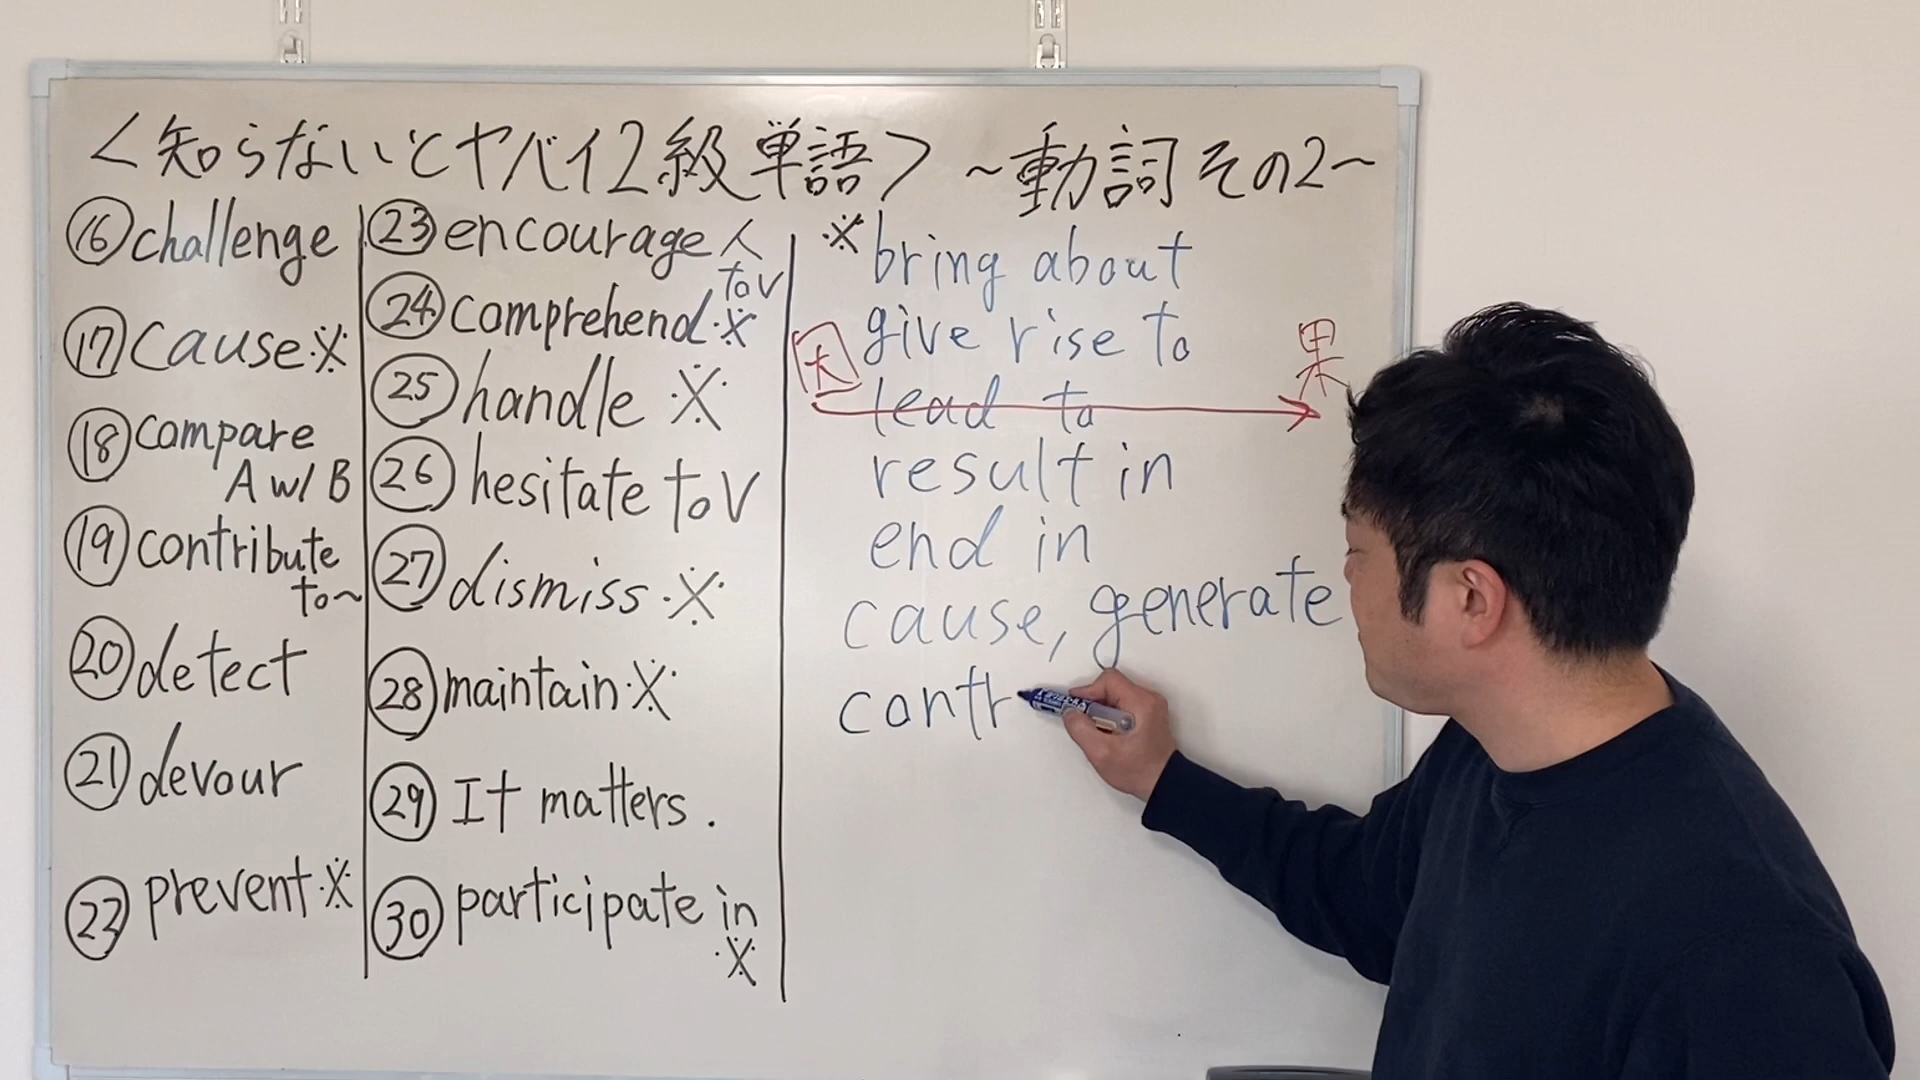 ＜知らないとヤバイ2級単語＞ ～動詞その2～
⑯challenge
⑰cause※
⑱compare
A w/ B
⑲contribute
to～
⑳detect
㉑devour
㉒prevent※
㉓encourage 人
to V
㉔comprehend※
㉕handle※
㉖hesitate to V
㉗dismiss※
㉘maintain※
㉙It matters.
㉚participate in
※
※bring about
give rise to
因 果
lead to
result in
end in
cause, generate
contr